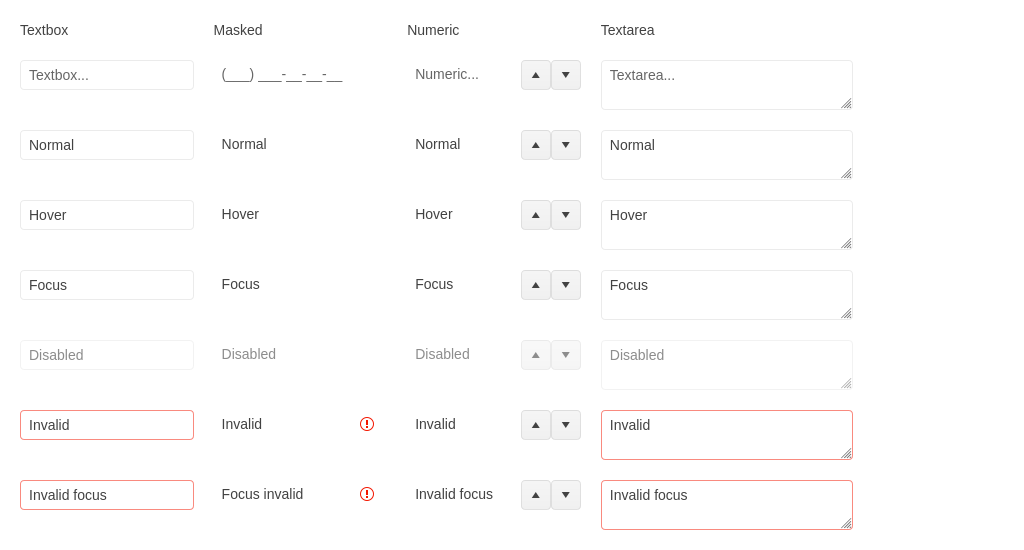 Textbox Masked Numeric Textarea
Textbox... (___) ___-__-__-__ Numeric... Textarea...
Normal Normal Normal Normal
Hover Hover Hover Hover
Focus Focus Focus Focus
Disabled Disabled Disabled Disabled
Invalid Invalid Invalid Invalid
Invalid focus Focus invalid Invalid focus Invalid focus